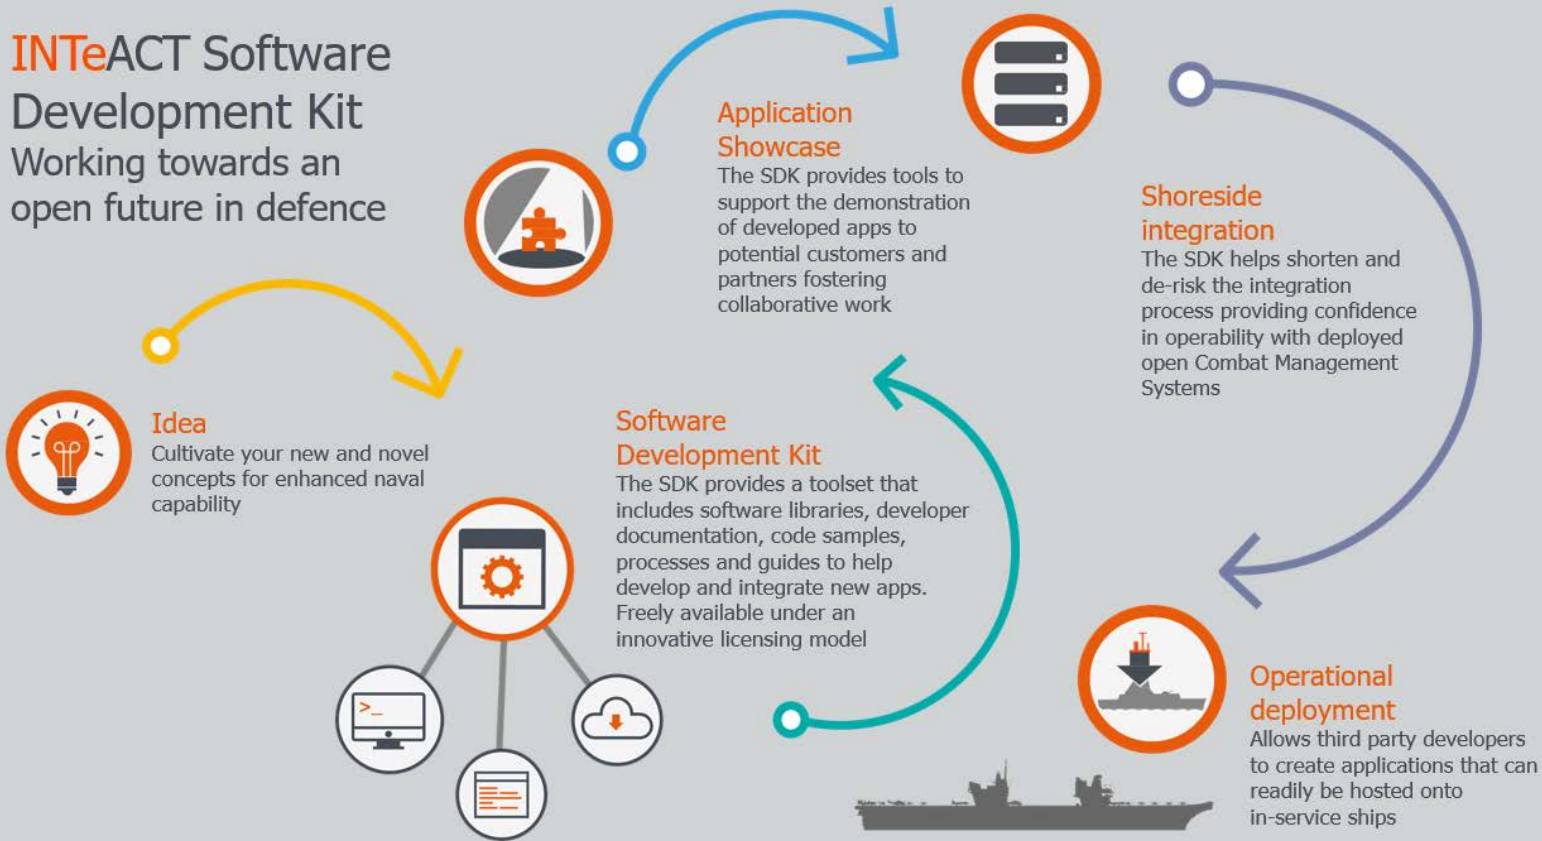 INTeACT Software
Development Kit
Working towards an
open future in defence
Idea
Cultivate your new and novel
concepts for enhanced naval
capability
Software
Development Kit
The SDK provides a toolset that
includes software libraries, developer
documentation, code samples,
processes and guides to help
develop and integrate new apps.
Freely available under an
innovative licensing model
>_
Application
Showcase
The SDK provides tools to
support the demonstration
of developed apps to
potential customers and
partners fostering
collaborative work
Shoreside
integration
The SDK helps shorten and
de-risk the integration
process providing confidence
in operability with deployed
open Combat Management
Systems
Operational
deployment
Allows third party developers
to create applications that can
readily be hosted onto
in-service ships